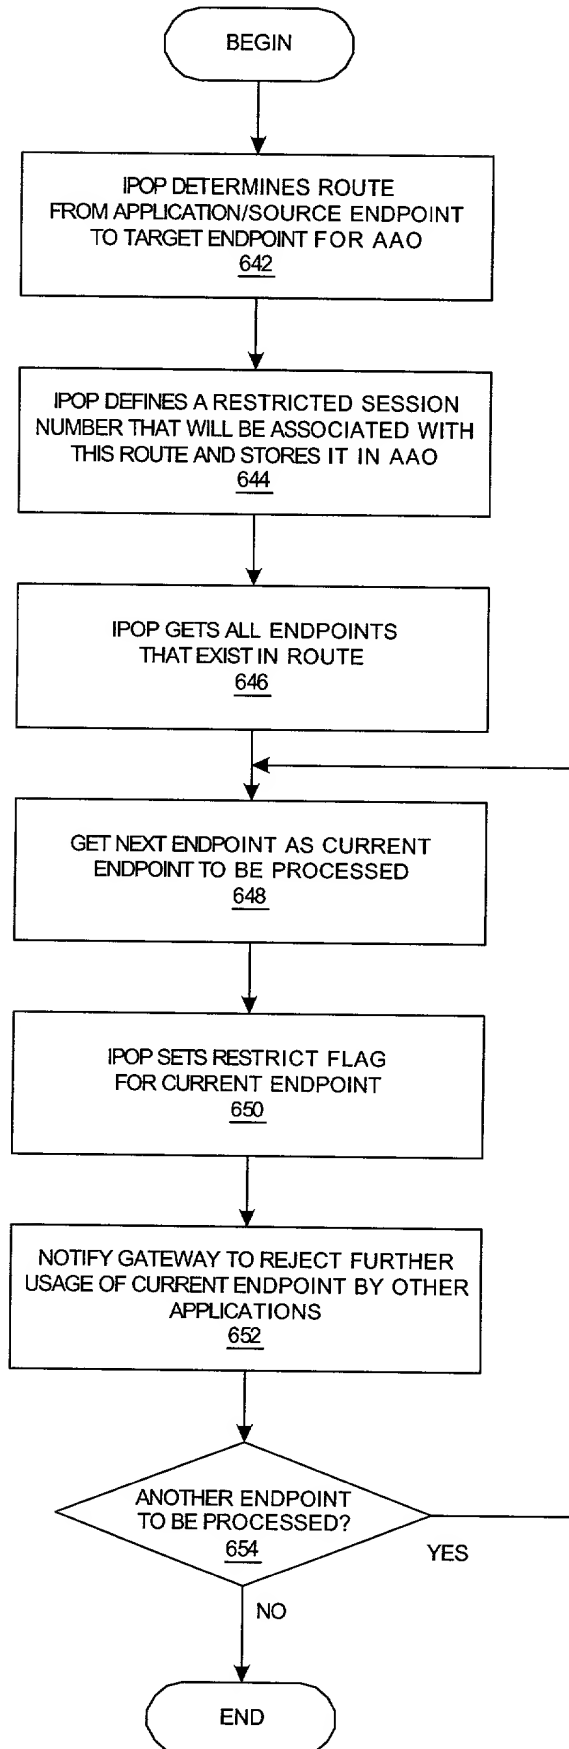 BEGIN
IPOP DETERMINES ROUTE
FROM APPLICATION/SOURCE ENDPOINT
TO TARGET ENDPOINT FOR AAO
642
IPOP DEFINES A RESTRICTED SESSION
NUMBER THAT WILL BE ASSOCIATED WITH
THIS ROUTE AND STORES IT IN AAO
644
IPOP GETS ALL ENDPOINTS
THAT EXIST IN ROUTE
646
GET NEXT ENDPOINT AS CURRENT
ENDPOINT TO BE PROCESSED
648
IPOP SETS RESTRICT FLAG
FOR CURRENT ENDPOINT
650
NOTIFY GATEWAY TO REJECT FURTHER
USAGE OF CURRENT ENDPOINT BY OTHER
APPLICATIONS
652
ANOTHER ENDPOINT
TO BE PROCESSED?
654
YES
NO
END